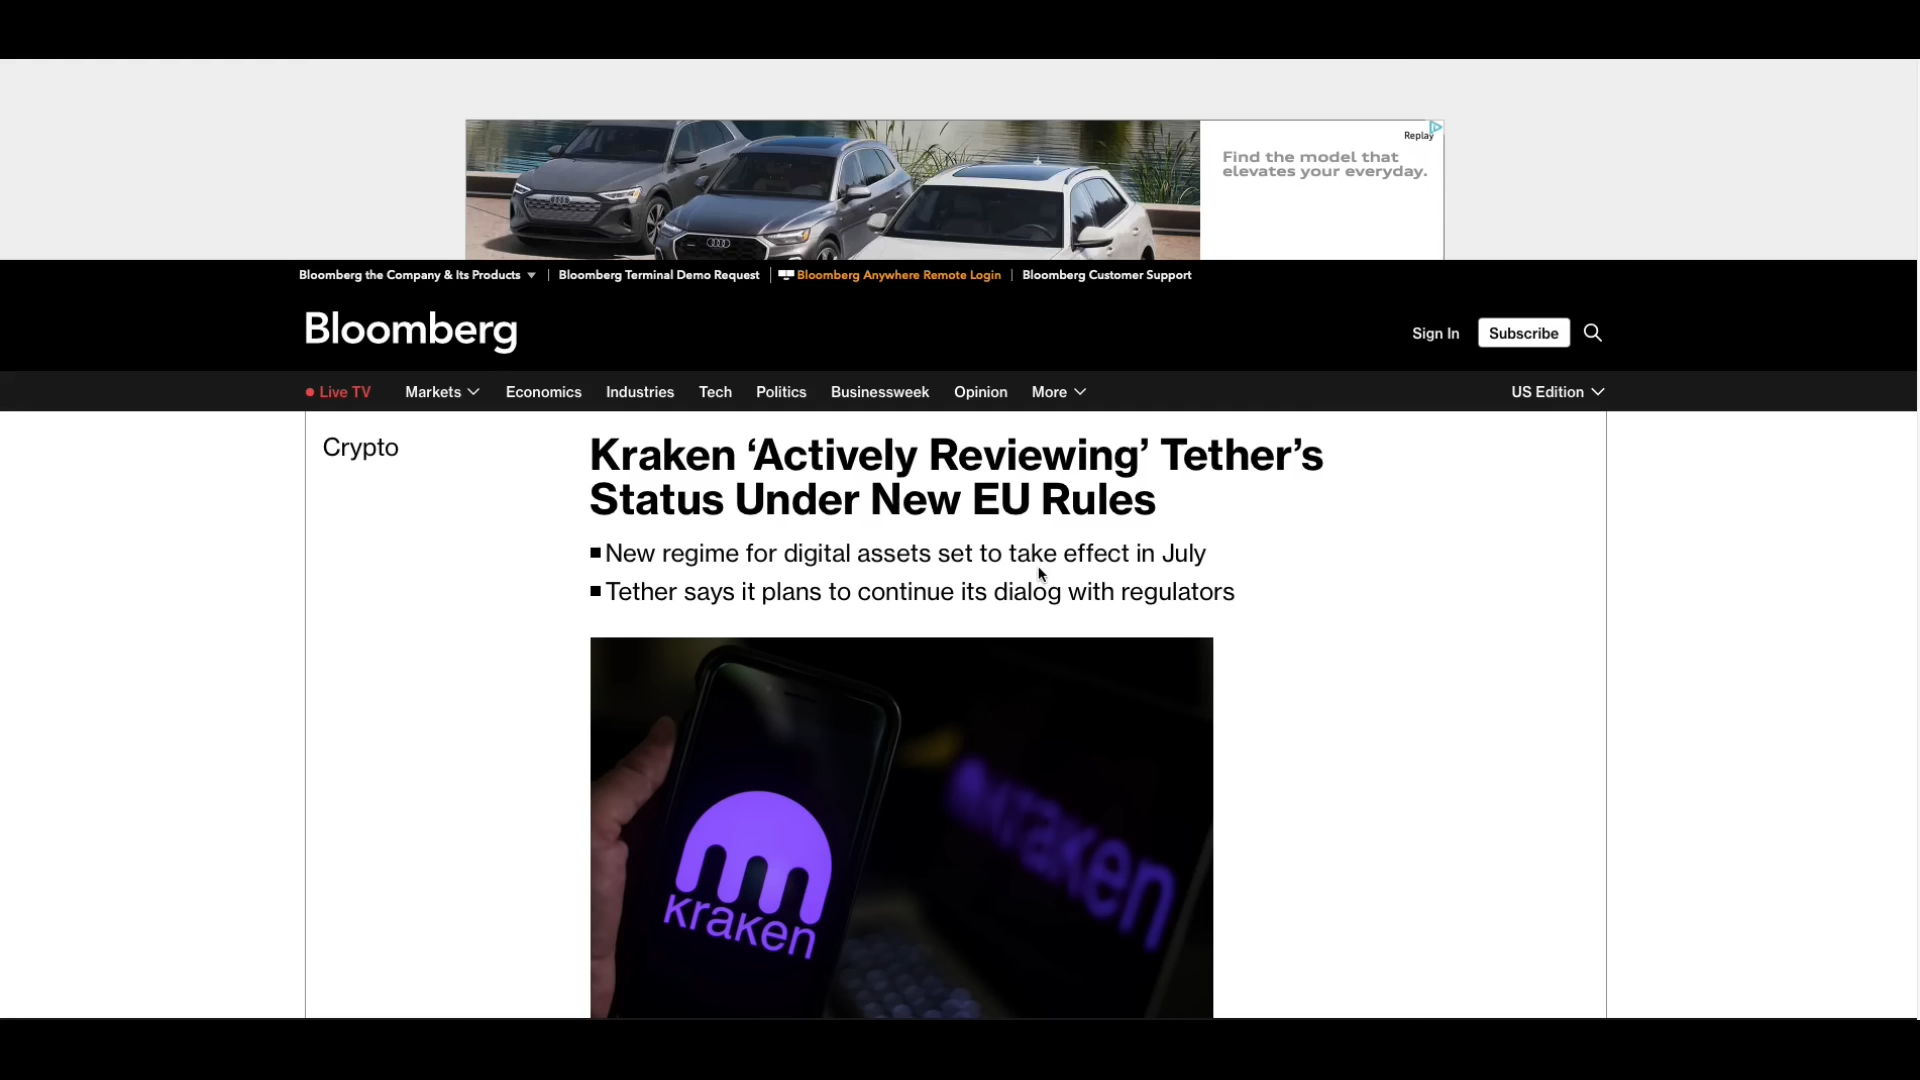 Replay
Find the model that
elevates your everyday.
Bloomberg the Company & Its Products
Bloomberg Terminal Demo Request
Bloomberg Anywhere Remote Login
Bloomberg Customer Support
Bloomberg
Sign In
Subscribe
Live TV
Markets
Economics
Industries
Tech
Politics
Businessweek
Opinion
More
US Edition
Crypto
Kraken ‘Actively Reviewing’ Tether’s
Status Under New EU Rules
New regime for digital assets set to take effect in July
Tether says it plans to continue its dialog with regulators
kraken
kraken